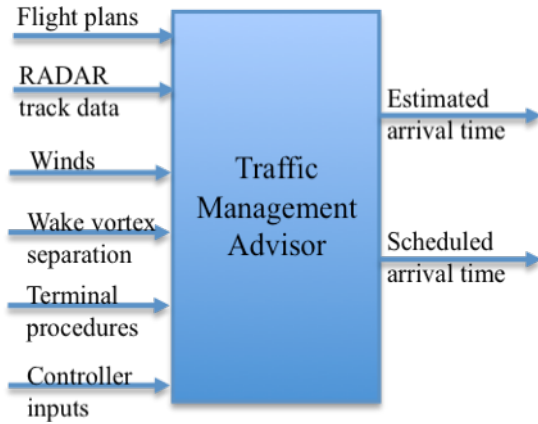 Flight plans
RADAR
track data
Winds
Wake vortex
separation
Terminal
procedures
Controller
inputs
Traffic
Management
Advisor
Estimated
arrival time
Scheduled
arrival time